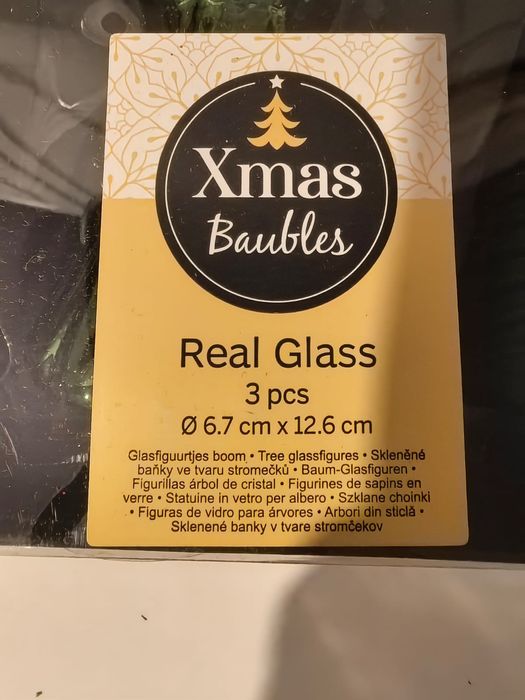 Xmas
Baubles
Real Glass
3 pcs
Ø 6.7 cm x 12.6 cm
Glasfiguurtjes boom • Tree glassfigures • Skleněné
baňky ve tvaru stromečků • Baum-Glasfiguren •
Figurillas árbol de cristal • Figurines de sapins en
verre • Statuine in vetro per albero • Szklane choinki
• Figuras de vidro para árvores • Arbori din sticlă •
Sklenené banky v tvare stromčekov